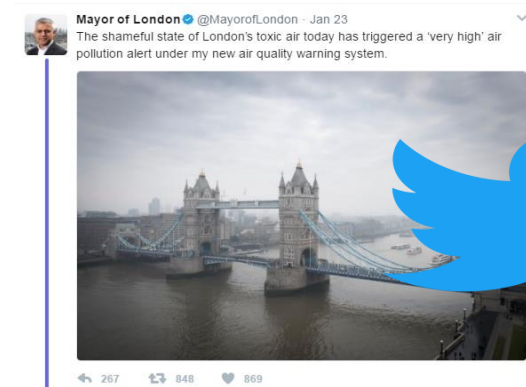 Mayor of London @MayorofLondon · Jan 23
The shameful state of London's toxic air today has triggered a 'very high' air
pollution alert under my new air quality warning system.
267 848 869